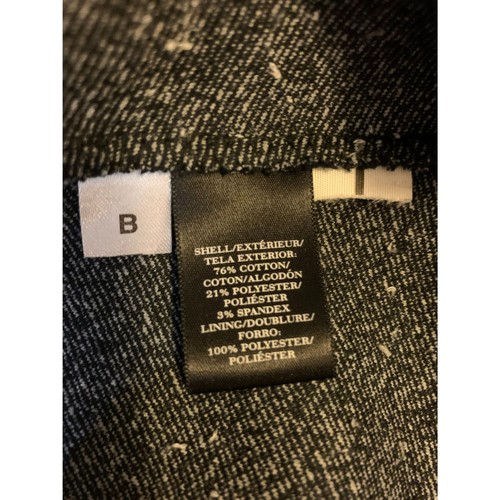 B
SHELL/EXTÉRIEUR/
TELA EXTERIOR:
76% COTTON/
COTON/ALGODÓN
21% POLYESTER/
POLIÉSTER
3% SPANDEX
LINING/DOUBLURE/
FORRO:
100% POLYESTER/
POLIÉSTER